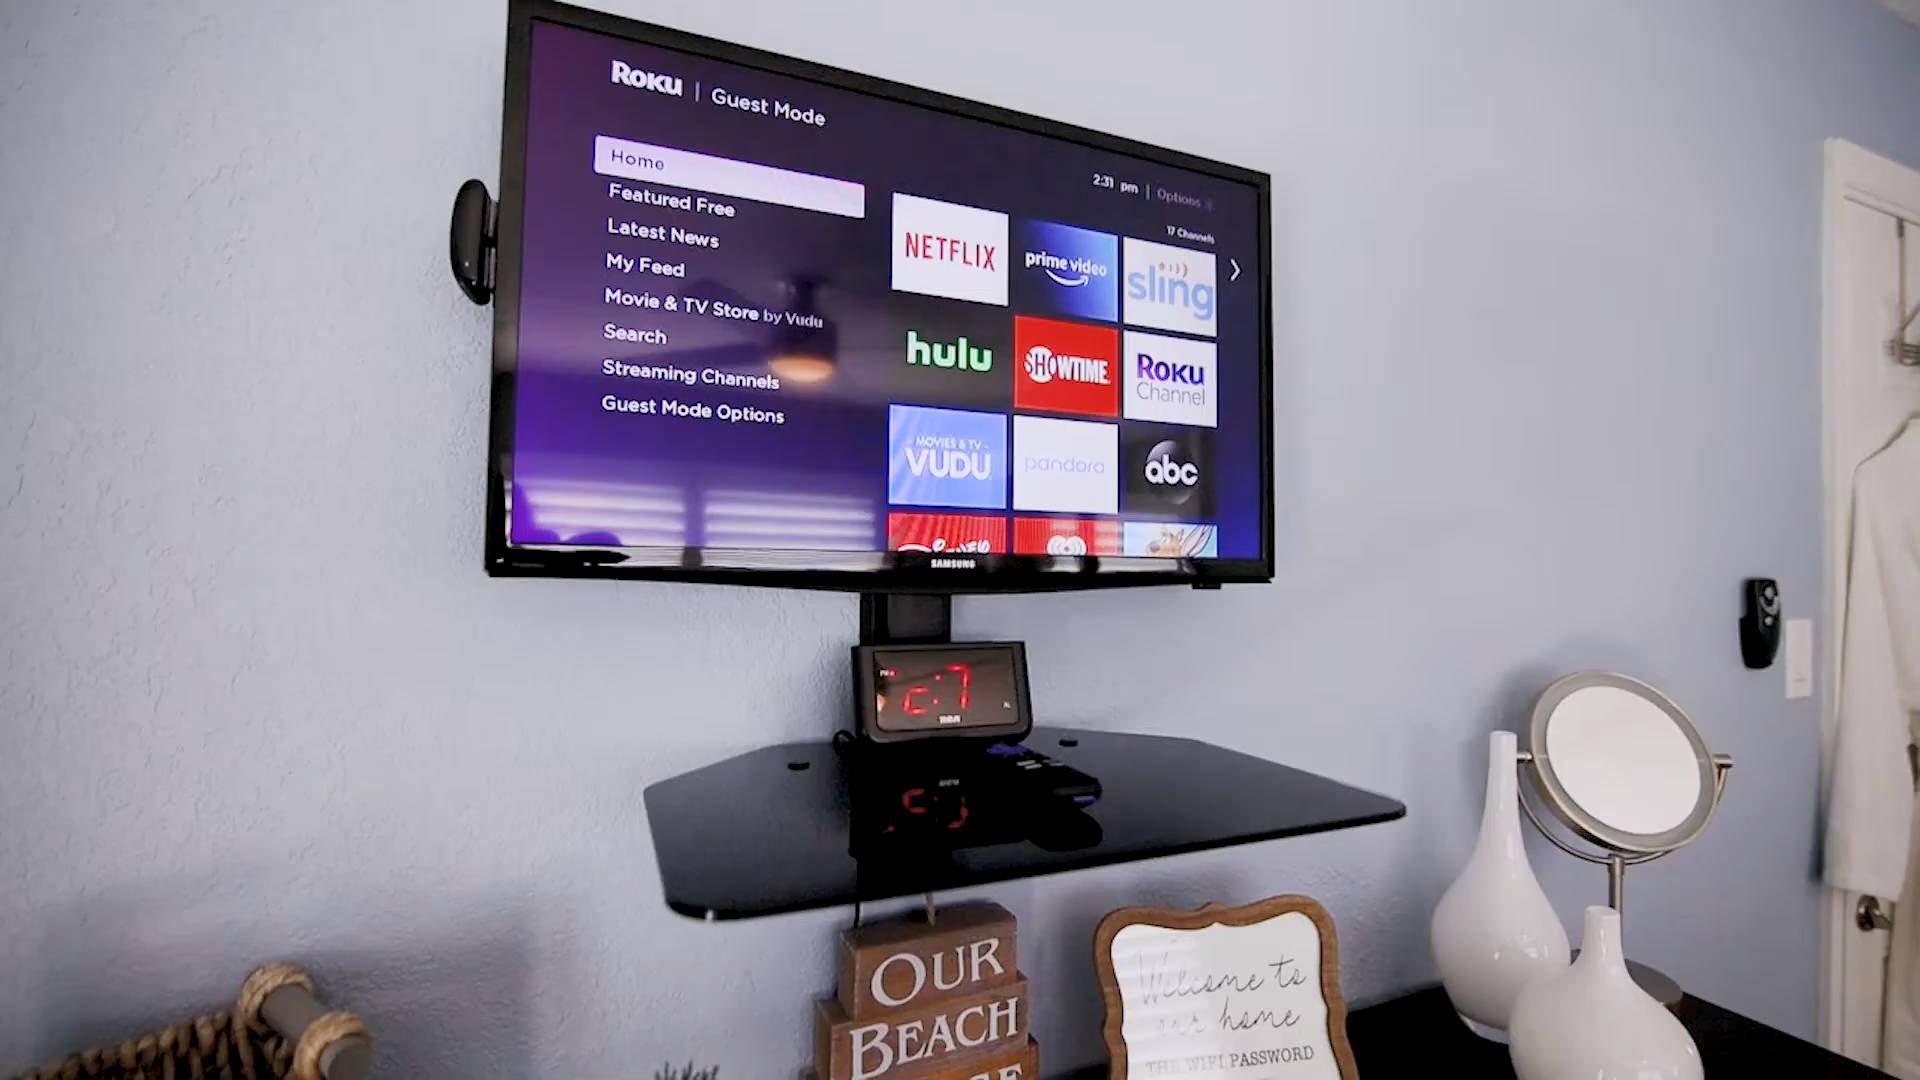 Roku | Guest Mode
2:31 pm | Options
17 Channels
Home
Featured Free
Latest News
My Feed
Movie & TV Store by Vudu
Search
Streaming Channels
Guest Mode Options
NETFLIX
prime video
sling
hulu
SHOWTIME
Roku Channel
MOVIES & TV
VUDU
pandora
abc
SAMSUNG
RCA
OUR
BEACH
Welcome to
our home
THE WIFI PASSWORD